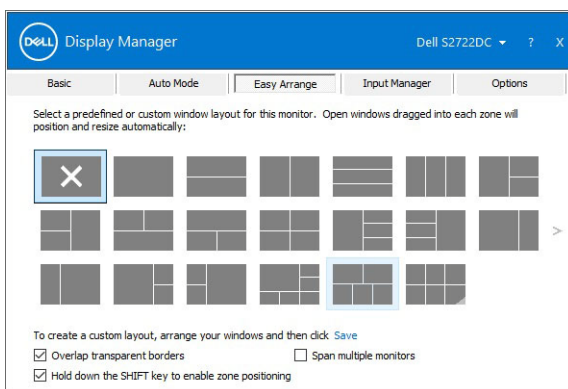 DELL Display Manager Dell S2722DC ? X
Basic Auto Mode Easy Arrange Input Manager Options
Select a predefined or custom window layout for this monitor. Open windows dragged into each zone will
position and resize automatically:
To create a custom layout, arrange your windows and then click Save
Overlap transparent borders Span multiple monitors
Hold down the SHIFT key to enable zone positioning